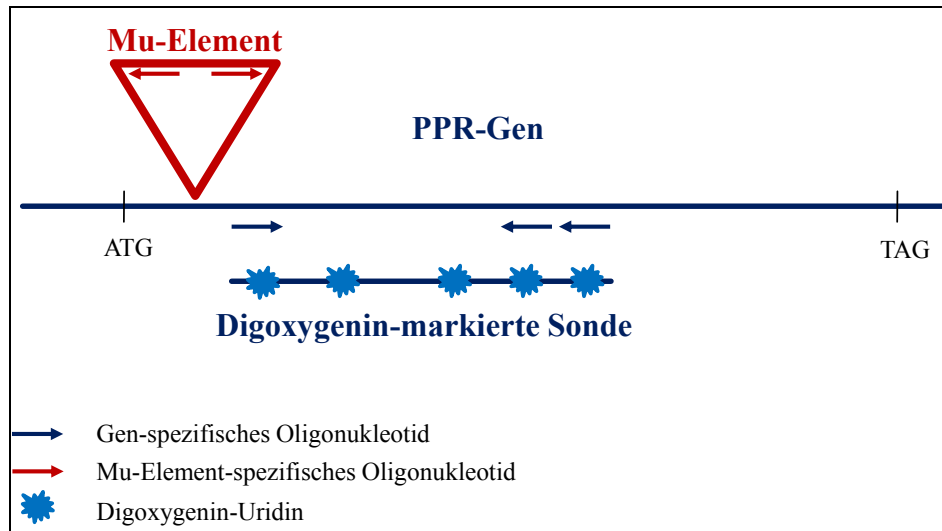 Mu-Element
PPR-Gen
ATG
TAG
Digoxygenin-markierte Sonde
Gen-spezifisches Oligonukleotid
Mu-Element-spezifisches Oligonukleotid
Digoxygenin-Uridin